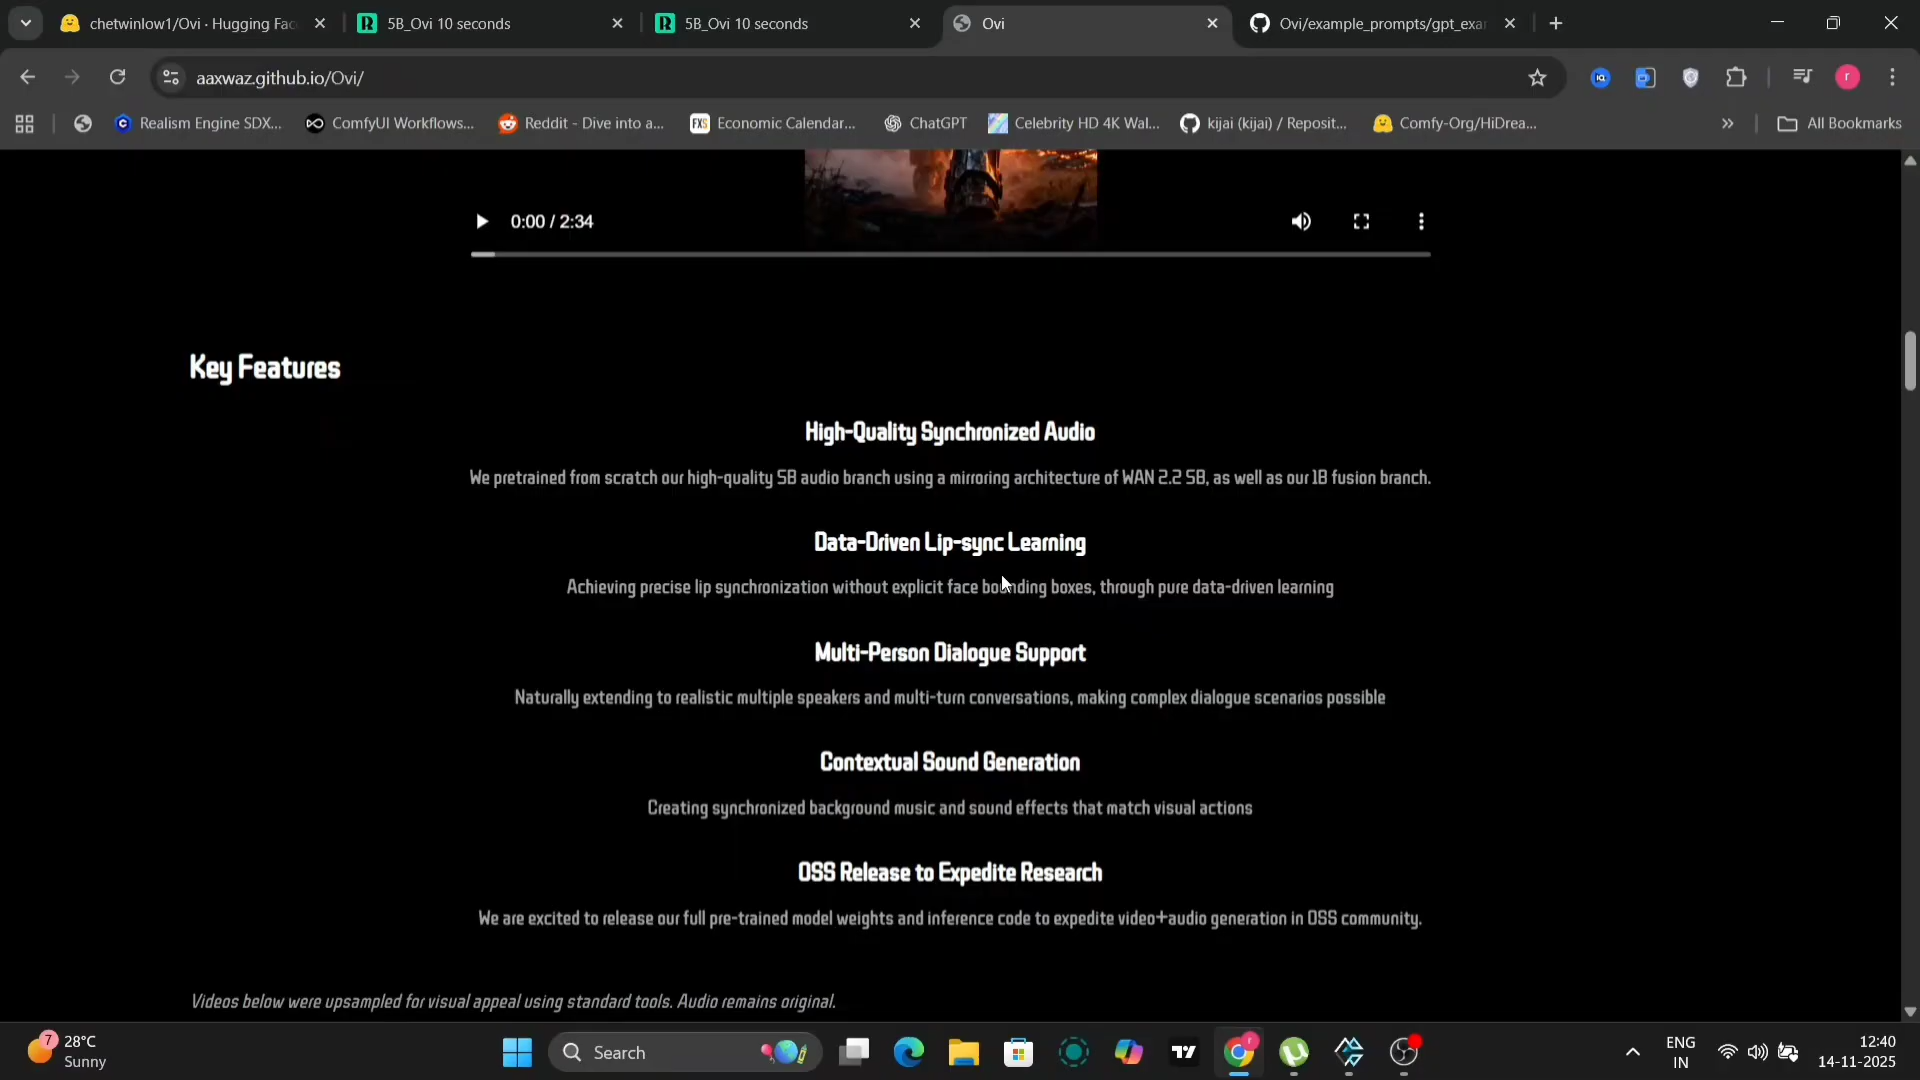 chetwinlow1/Ovi · Hugging Fac
5B_Ovi 10 seconds
5B_Ovi 10 seconds
Ovi
Ovi/example_prompts/gpt_exa
aaxwaz.github.io/Ovi/
Realism Engine SDX...
ComfyUI Workflows...
Reddit - Dive into a...
Economic Calendar...
ChatGPT
Celebrity HD 4K Wal...
kijai (kijai) / Reposit...
Comfy-Org/HiDrea...
All Bookmarks
0:00 / 2:34
Key Features
High-Quality Synchronized Audio
We pretrained from scratch our high-quality 5B audio branch using a mirroring architecture of WAN 2.2 5B, as well as our 1B fusion branch.
Data-Driven Lip-sync Learning
Achieving precise lip synchronization without explicit face bounding boxes, through pure data-driven learning
Multi-Person Dialogue Support
Naturally extending to realistic multiple speakers and multi-turn conversations, making complex dialogue scenarios possible
Contextual Sound Generation
Creating synchronized background music and sound effects that match visual actions
OSS Release to Expedite Research
We are excited to release our full pre-trained model weights and inference code to expedite video+audio generation in OSS community.
Videos below were upsampled for visual appeal using standard tools. Audio remains original.
7
28°C
Sunny
Search
ENG
IN
12:40
14-11-2025